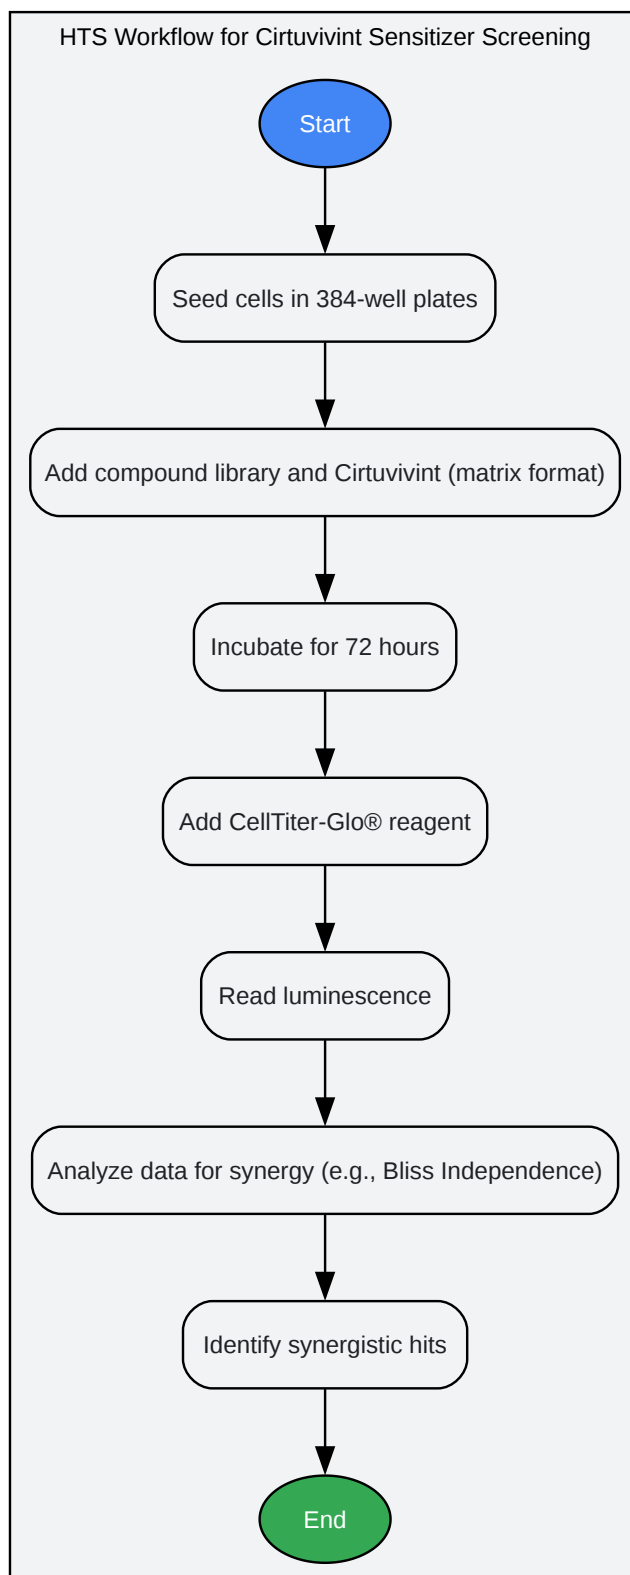 HTS Workflow for Cirtuvivint Sensitizer Screening
Start
Seed cells in 384-well plates
Add compound library and Cirtuvivint (matrix format)
Incubate for 72 hours
Add CellTiter-Glo® reagent
Read luminescence
Analyze data for synergy (e.g., Bliss Independence)
Identify synergistic hits
End